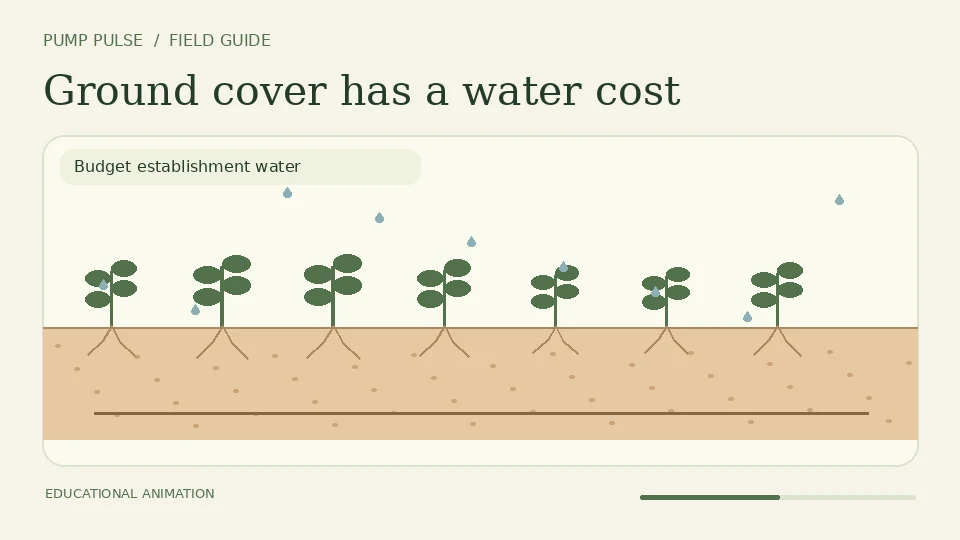 PUMP PULSE / FIELD GUIDE
Ground cover has a water cost
Budget establishment water
EDUCATIONAL ANIMATION